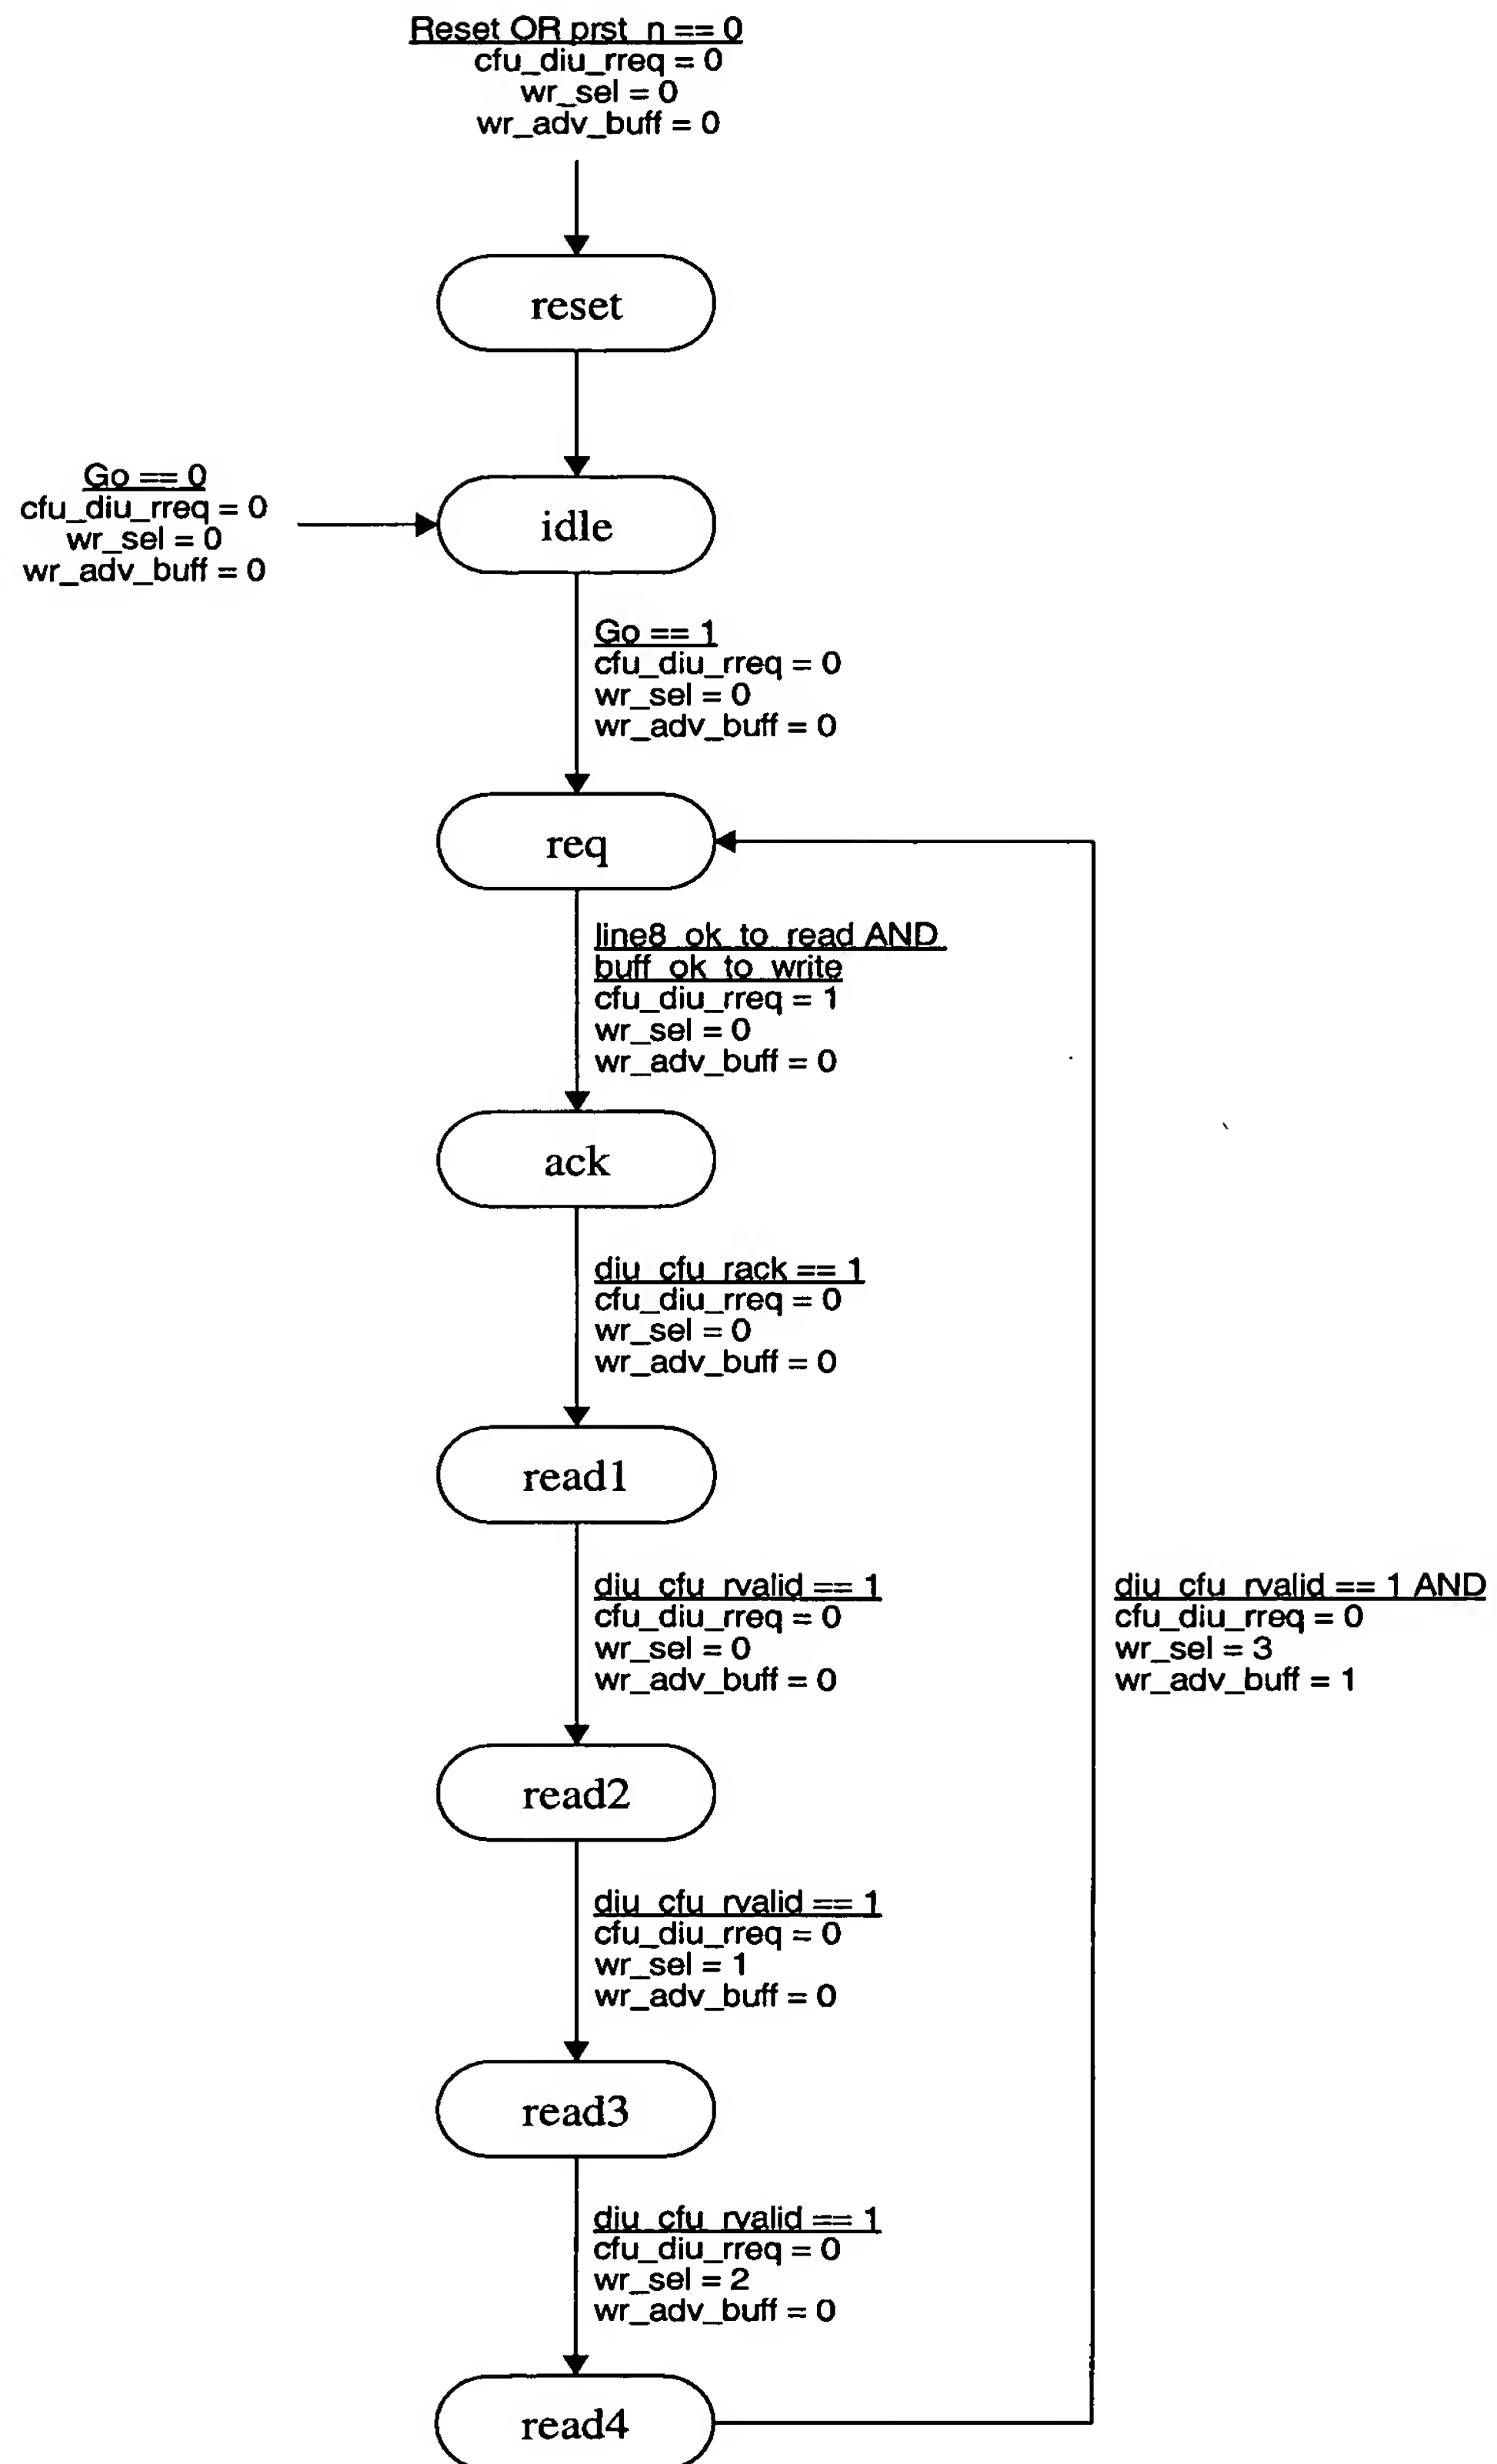 Reset OR prst_n == 0
cfu_diu_rreq = 0
wr_sel = 0
wr_adv_buff = 0
reset
Go == 0
cfu_diu_rreq = 0
wr_sel = 0
wr_adv_buff = 0
idle
Go == 1
cfu_diu_rreq = 0
wr_sel = 0
wr_adv_buff = 0
req
line8_ok_to_read AND
buff_ok_to_write
cfu_diu_rreq = 1
wr_sel = 0
wr_adv_buff = 0
ack
diu_cfu_rack == 1
cfu_diu_rreq = 0
wr_sel = 0
wr_adv_buff = 0
read1
diu_cfu_rvalid == 1
cfu_diu_rreq = 0
wr_sel = 0
wr_adv_buff = 0
diu_cfu_rvalid == 1 AND
cfu_diu_rreq = 0
wr_sel = 3
wr_adv_buff = 1
read2
diu_cfu_rvalid == 1
cfu_diu_rreq = 0
wr_sel = 1
wr_adv_buff = 0
read3
diu_cfu_rvalid == 1
cfu_diu_rreq = 0
wr_sel = 2
wr_adv_buff = 0
read4